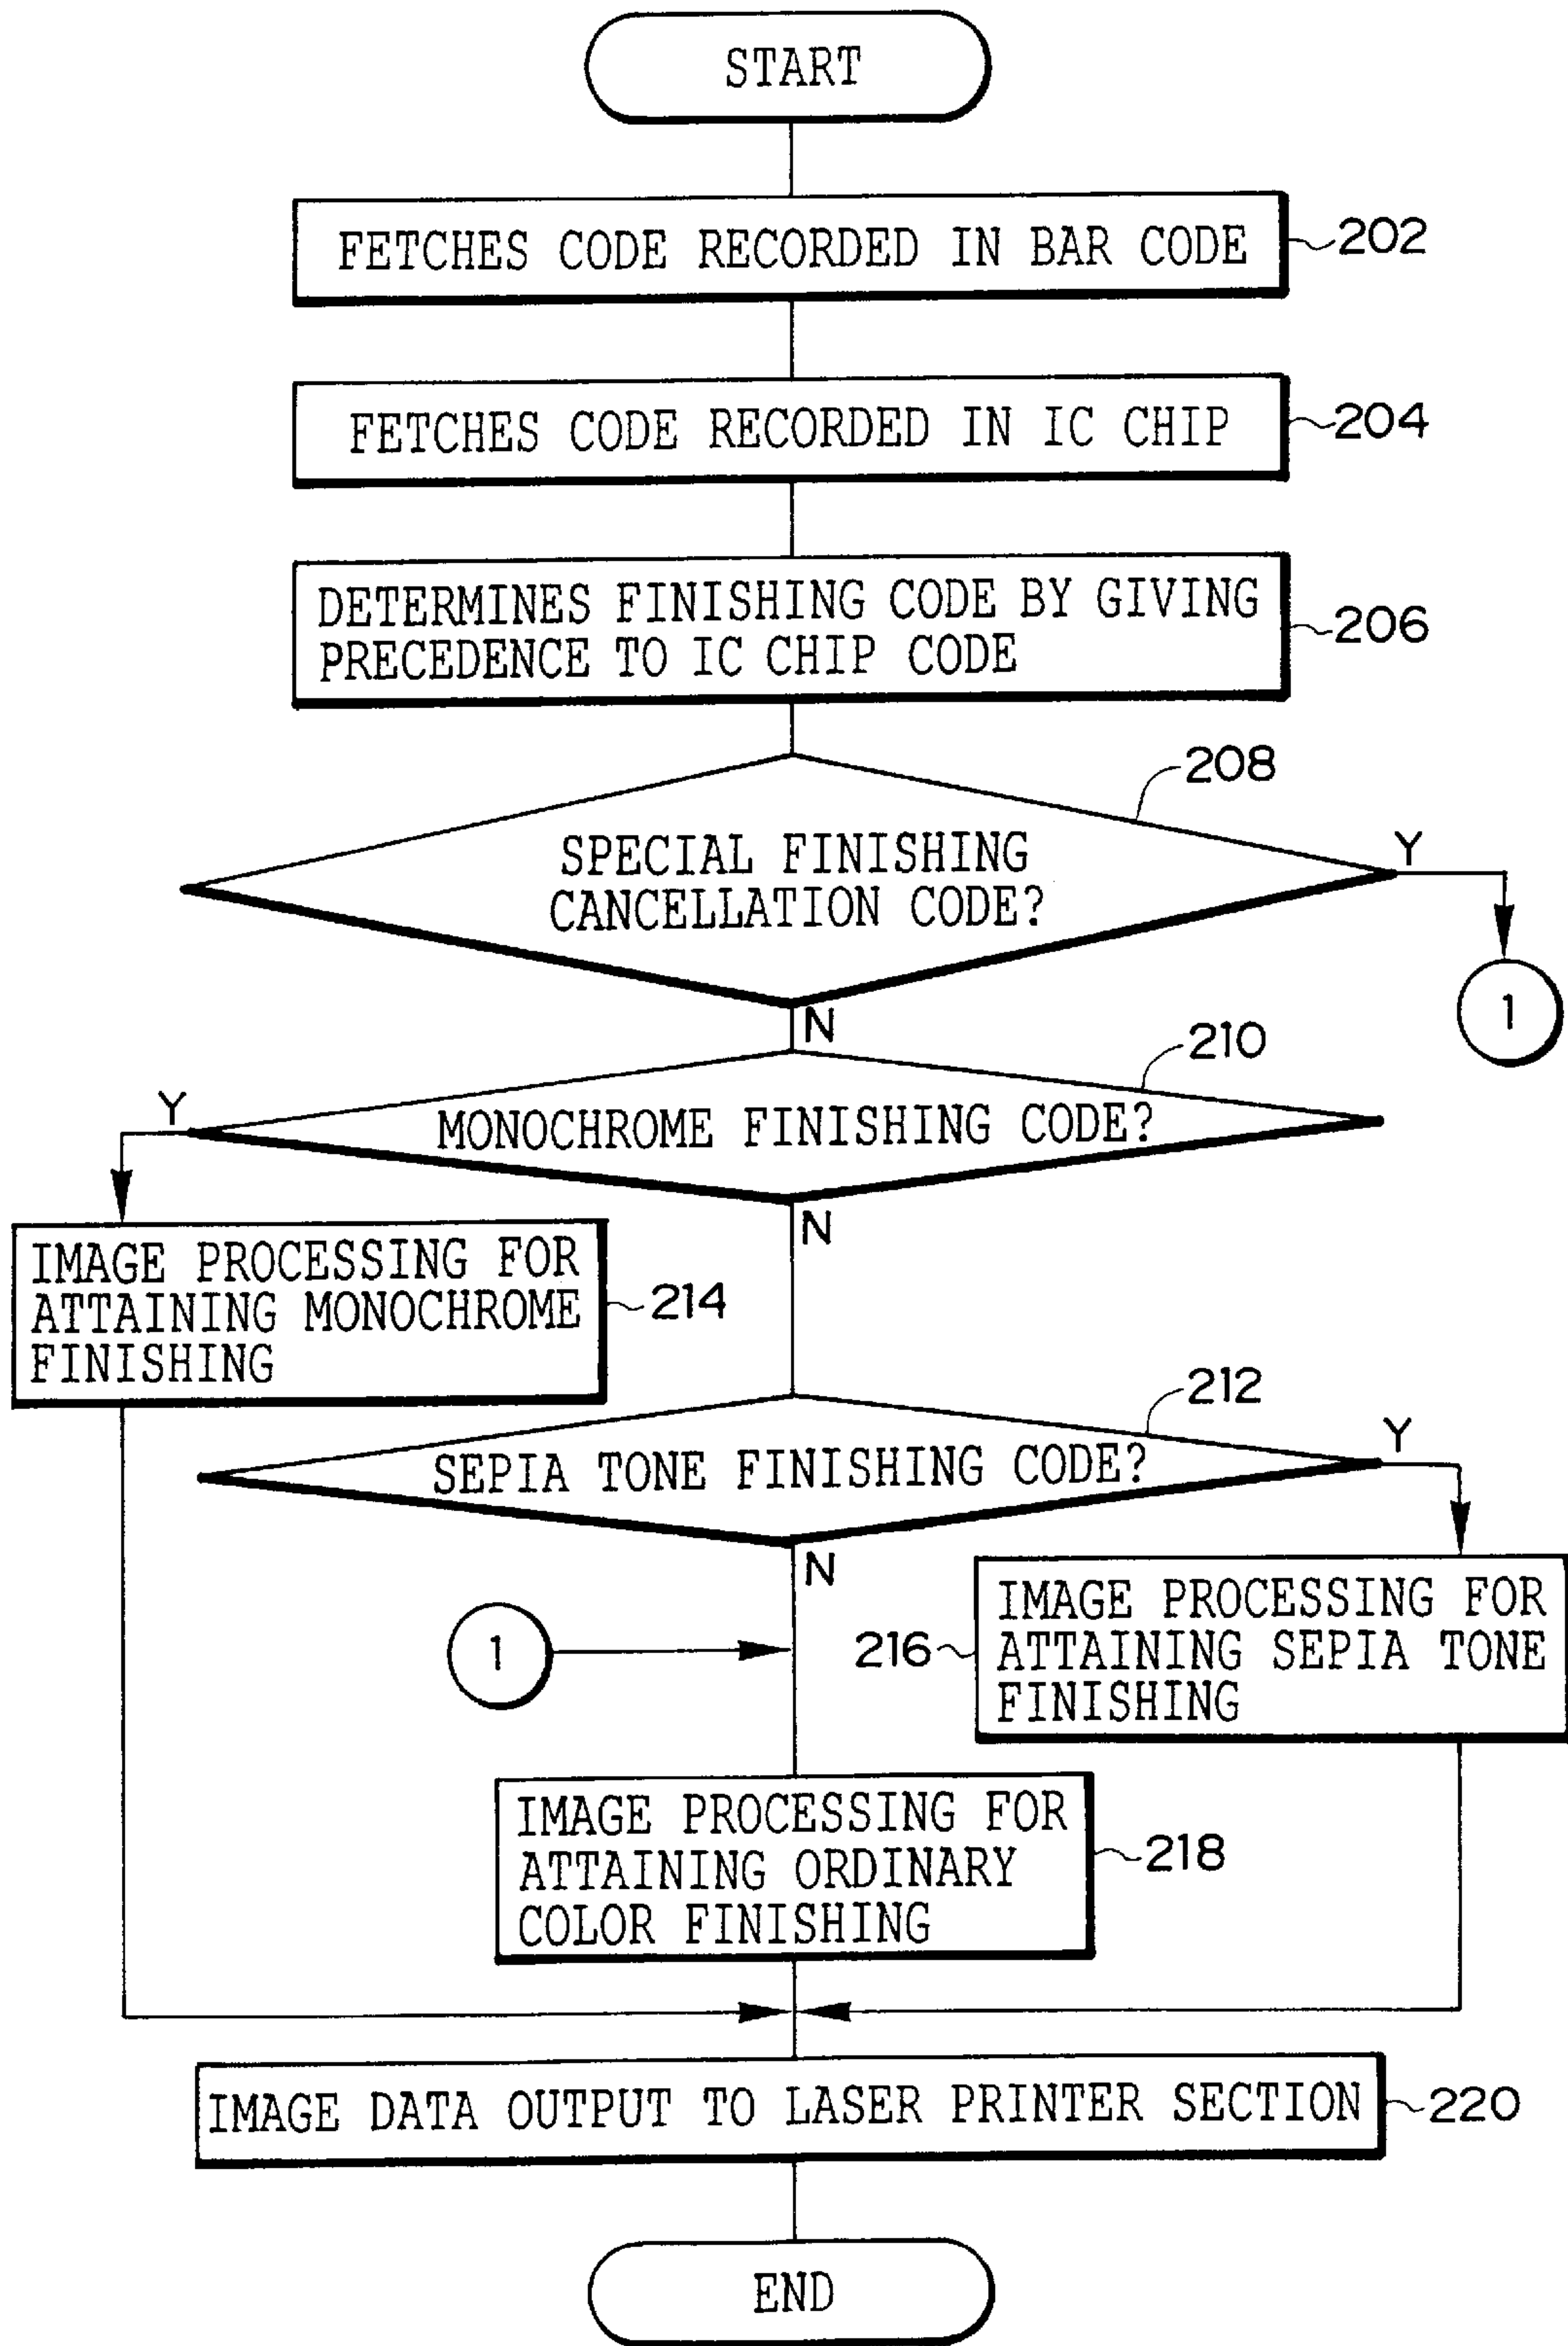 START
FETCHES CODE RECORDED IN BAR CODE
202
FETCHES CODE RECORDED IN IC CHIP
204
DETERMINES FINISHING CODE BY GIVING
PRECEDENCE TO IC CHIP CODE
206
208
SPECIAL FINISHING
CANCELLATION CODE?
Y
1
N
210
MONOCHROME FINISHING CODE?
Y
N
IMAGE PROCESSING FOR
ATTAINING MONOCHROME
FINISHING
214
212
SEPIA TONE FINISHING CODE?
Y
N
1
216
IMAGE PROCESSING FOR
ATTAINING SEPIA TONE
FINISHING
IMAGE PROCESSING FOR
ATTAINING ORDINARY
COLOR FINISHING
218
IMAGE DATA OUTPUT TO LASER PRINTER SECTION
220
END